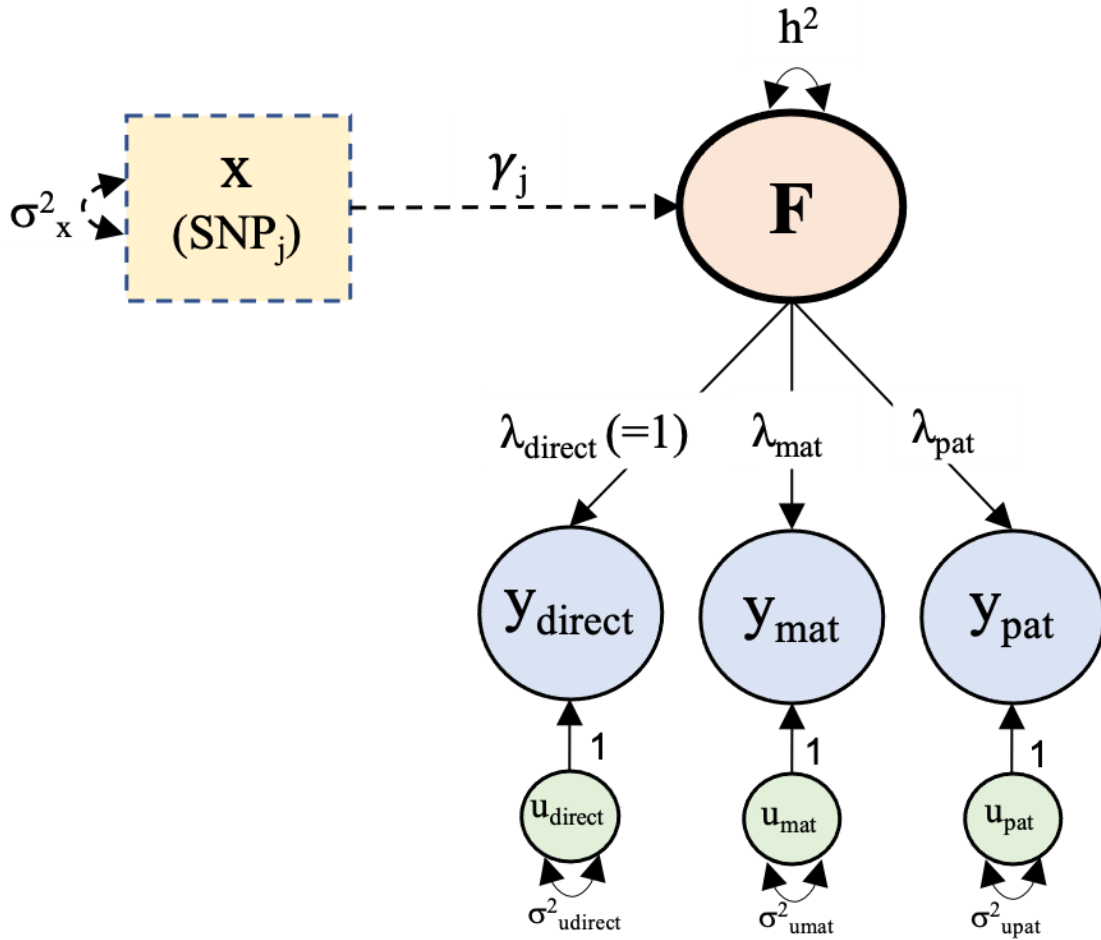 h²
x
(SNPⱼ)
σ²ₓ
γⱼ
F
λdirect (=1)
λmat
λpat
ydirect
ymat
ypat
1
1
1
udirect
umat
upat
σ²udirect
σ²umat
σ²upat